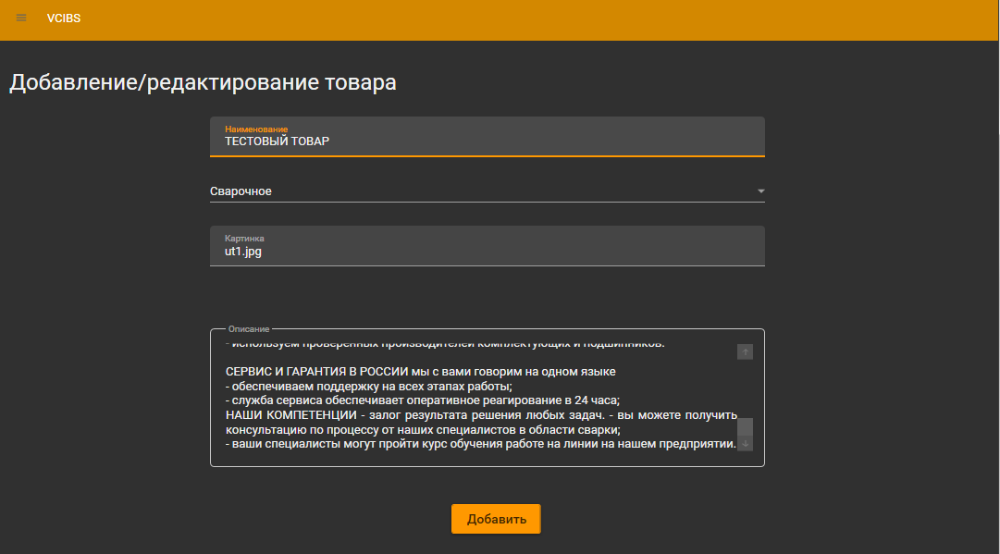 VCIBS
Добавление/редактирование товара
Наименование
ТЕСТОВЫЙ ТОВАР
Сварочное
Картинка
ut1.jpg
Описание
- используем проверенных производителей комплектующих и подшипников.
СЕРВИС И ГАРАНТИЯ В РОССИИ мы с вами говорим на одном языке
- обеспечиваем поддержку на всех этапах работы;
- служба сервиса обеспечивает оперативное реагирование в 24 часа;
НАШИ КОМПЕТЕНЦИИ - залог результата решения любых задач. - вы можете получить
консультацию по процессу от наших специалистов в области сварки;
- ваши специалисты могут пройти курс обучения работе на линии на нашем предприятии.
Добавить